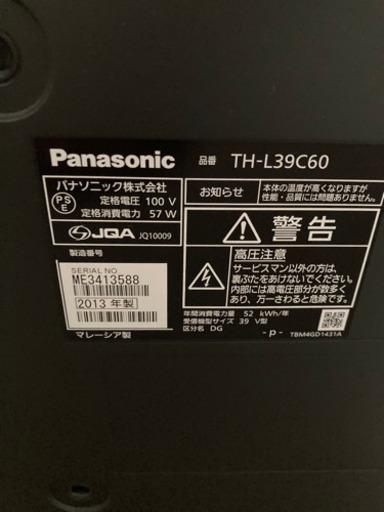 Panasonic 品番 TH-L39C60
パナソニック株式会社
PS
E
定格電圧 100 V
定格消費電力 57 W
お知らせ
本体の温度が高くなりますが
性能・品質には問題ありません。
JQA JQ10009
製造番号
SERIAL NO
ME3413588
2013 年製
マレーシア製
警告
高圧注意
サービスマン以外の方は、
裏ぶたをあけないでください。
内部には高電圧部分が数多く
あり、万一さわると危険です。
年間消費電力量 52 kWh/年
受信機型サイズ 39 V型
区分名 DG
- p -
TBM4GD1431A